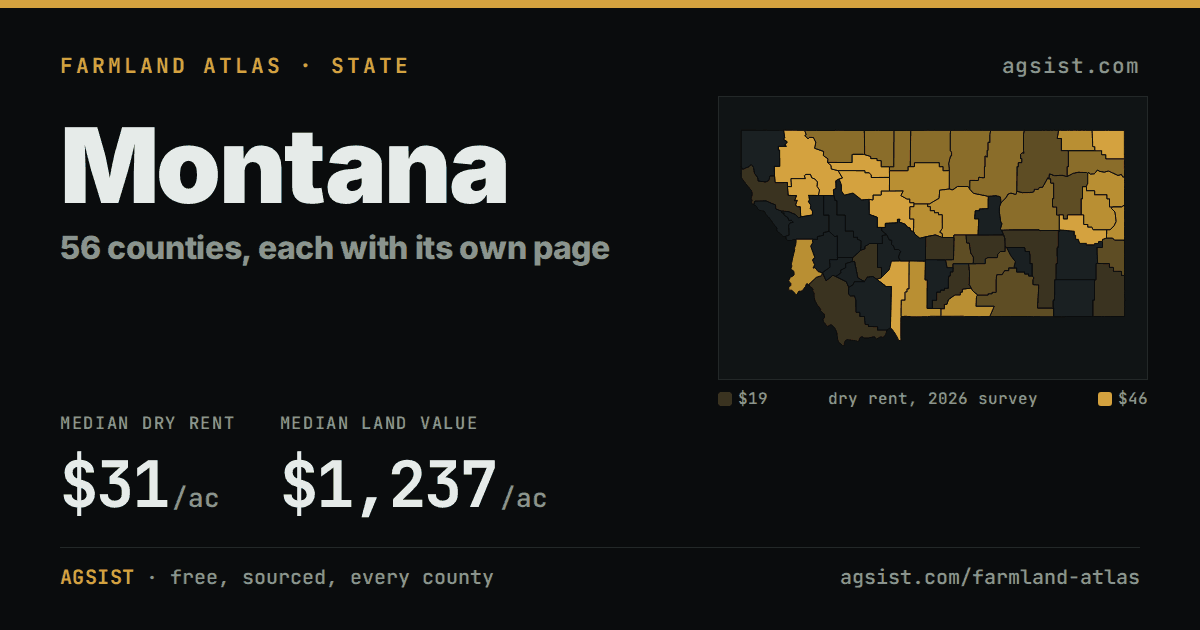 FARMLAND ATLAS · STATE
agsist.com
Montana
56 counties, each with its own page
$19
dry rent, 2026 survey
$46
MEDIAN DRY RENT
MEDIAN LAND VALUE
$31/ac
$1,237/ac
AGSIST · free, sourced, every county
agsist.com/farmland-atlas